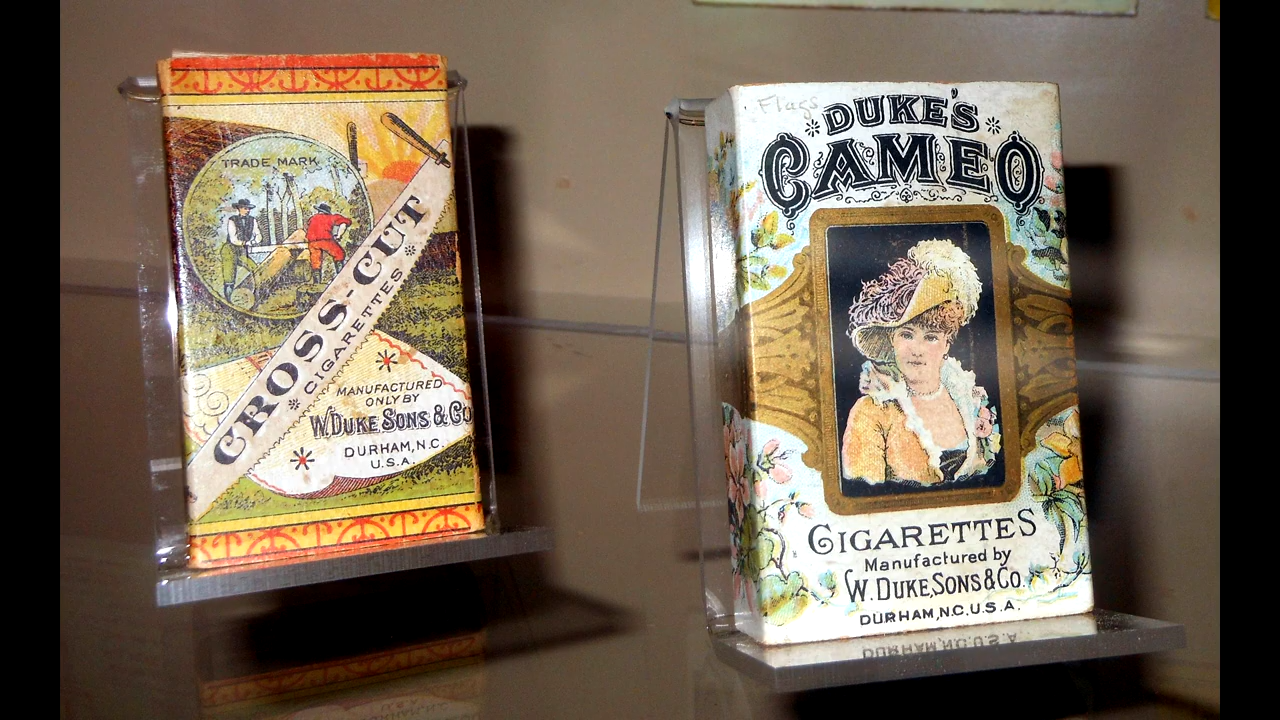 TRADE MARK
CROSS-CUT
CIGARETTES
MANUFACTURED
ONLY BY
W. DUKE SONS & CO
DURHAM, N.C.
U.S.A.
Flags
DUKE'S
CAMEO
CIGARETTES
Manufactured by
W. DUKE, SONS & CO.
DURHAM, N.C. U.S.A.